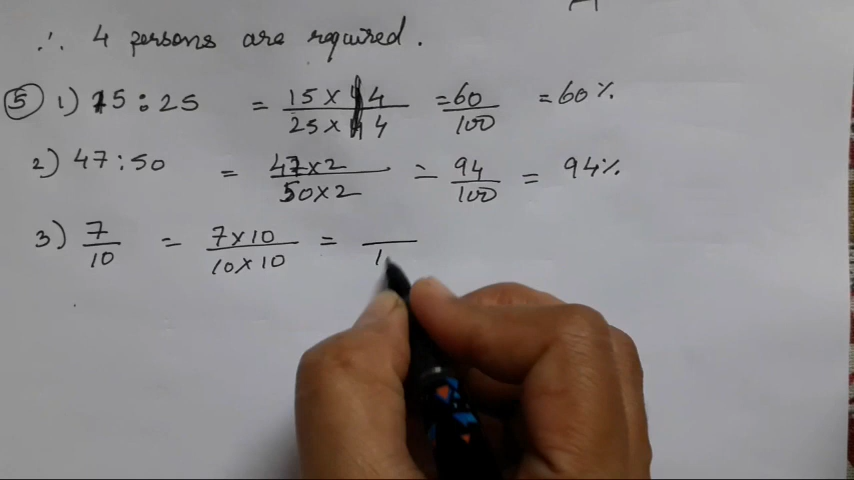 ∴ 4 persons are required.
⑤ 1) 15 : 25 = 15 × 4 / 25 × 4 = 60 / 100 = 60%
2) 47 : 50 = 47 × 2 / 50 × 2 = 94 / 100 = 94%
3) 7 / 10 = 7 × 10 / 10 × 10 = / 1